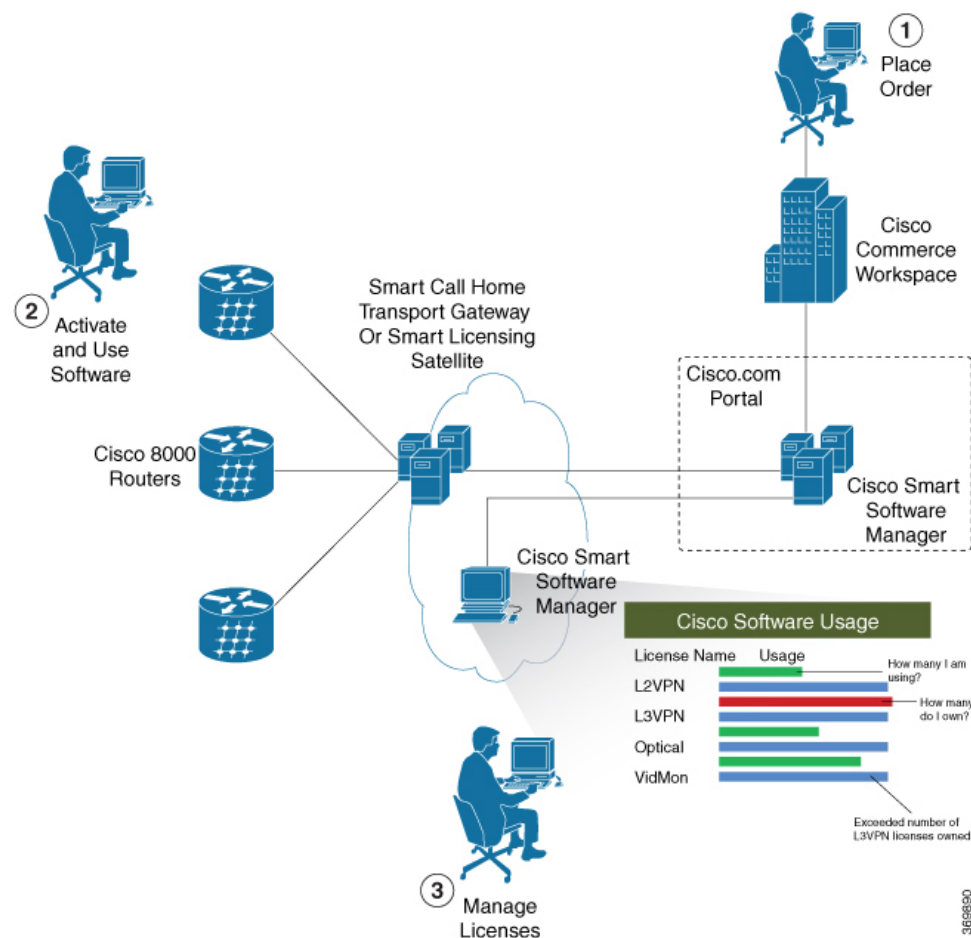 1
Place
Order
Cisco
Commerce
Workspace
2
Activate
and Use
Software
Smart Call Home
Transport Gateway
Or Smart Licensing
Satellite
Cisco.com
Portal
Cisco 8000
Routers
Cisco Smart
Software
Manager
Cisco Smart
Software
Manager
Cisco Software Usage
License Name Usage
How many I am
using?
L2VPN
How many
do I own?
L3VPN
Optical
VidMon
Exceeded number of
L3VPN licenses owned
3
Manage
Licenses
369890